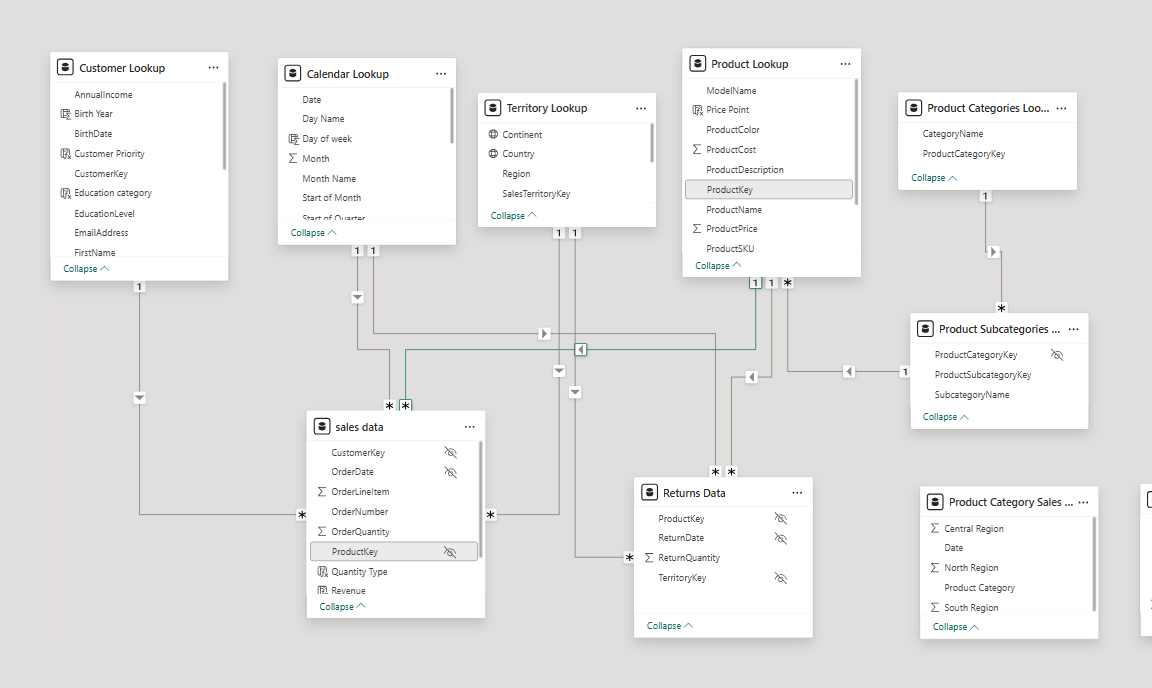 Customer Lookup
AnnualIncome
Birth Year
BirthDate
Customer Priority
CustomerKey
Education category
EducationLevel
EmailAddress
FirstName
Collapse
1
Calendar Lookup
Date
Day Name
Day of week
Month
Month Name
Start of Month
Start of Quarter
Collapse
1
1
Territory Lookup
Continent
Country
Region
SalesTerritoryKey
Collapse
1
1
Product Lookup
ModelName
Price Point
ProductColor
ProductCost
ProductDescription
ProductKey
ProductName
ProductPrice
ProductSKU
Collapse
1
1
*
Product Categories Loo...
CategoryName
ProductCategoryKey
Collapse
1
*
Product Subcategories ...
ProductCategoryKey
ProductSubcategoryKey
SubcategoryName
Collapse
1
*
*
sales data
CustomerKey
OrderDate
OrderLineItem
OrderNumber
OrderQuantity
ProductKey
Quantity Type
Revenue
Collapse
*
*
*
*
Returns Data
ProductKey
ReturnDate
ReturnQuantity
TerritoryKey
Collapse
*
Product Category Sales ...
Central Region
Date
North Region
Product Category
South Region
Collapse